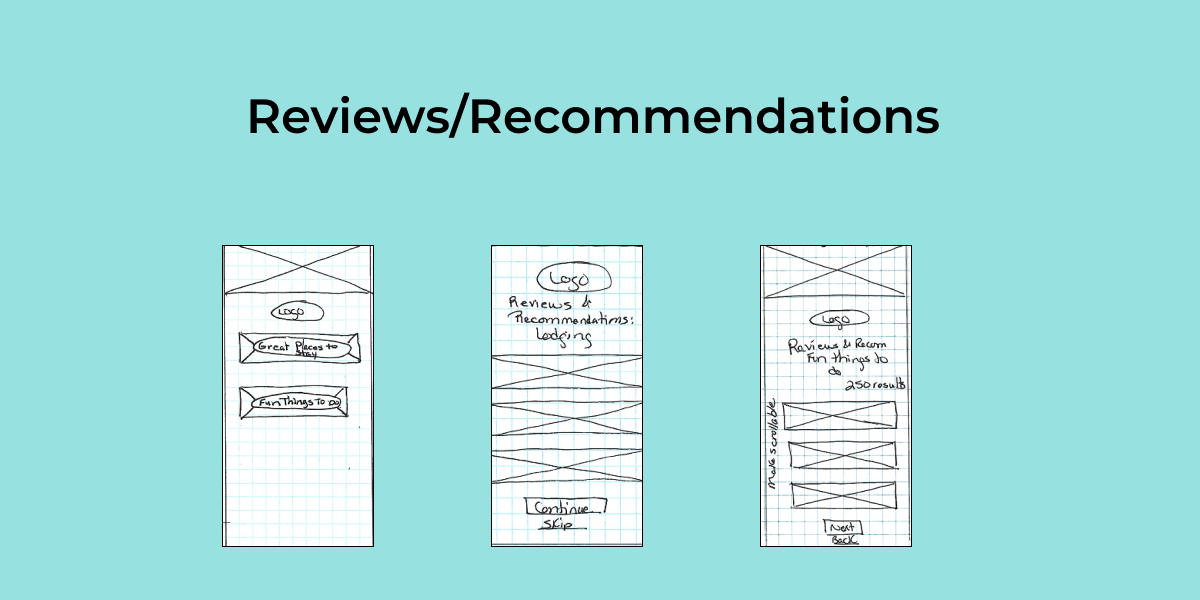 Reviews/Recommendations
Logo
Great Places to
Stay
Fun Things To Do
Logo
Reviews &
Recommendations:
Lodging
Continue
Skip
Logo
Reviews & Recom
Fun things to
do
250 results
Make scrollable
Next
Back